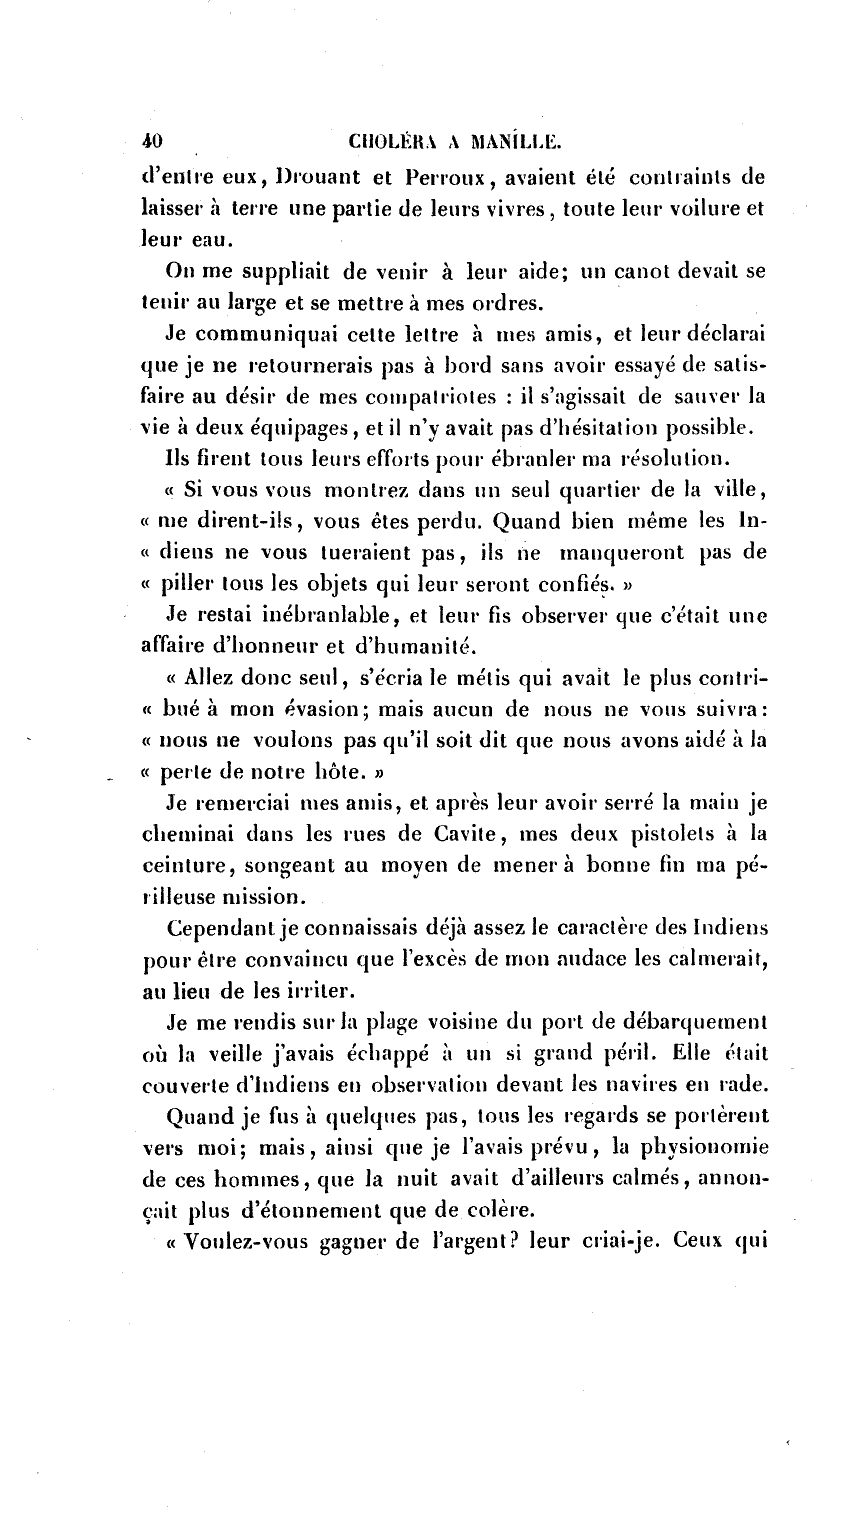 40 CHOLÉRA A MANILLE.
d'entre eux, Drouant et Perroux, avaient été contraints de
laisser à terre une partie de leurs vivres, toute leur voilure et
leur eau.
On me suppliait de venir à leur aide; un canot devait se
tenir au large et se mettre à mes ordres.
Je communiquai cette lettre à mes amis, et leur déclarai
que je ne retournerais pas à bord sans avoir essayé de satis-
faire au désir de mes compatriotes : il s'agissait de sauver la
vie à deux équipages, et il n'y avait pas d'hésitation possible.
Ils firent tous leurs efforts pour ébranler ma résolution.
« Si vous vous montrez dans un seul quartier de la ville,
« me dirent-ils, vous êtes perdu. Quand bien même les In-
« diens ne vous tueraient pas, ils ne manqueront pas de
« piller tous les objets qui leur seront confiés. »
Je restai inébranlable, et leur fis observer que c'était une
affaire d'honneur et d'humanité.
« Allez donc seul, s'écria le métis qui avait le plus contri-
« bué à mon évasion; mais aucun de nous ne vous suivra:
« nous ne voulons pas qu'il soit dit que nous avons aidé à la
« perte de notre hôte. »
Je remerciai mes amis, et après leur avoir serré la main je
cheminai dans les rues de Cavite, mes deux pistolets à la
ceinture, songeant au moyen de mener à bonne fin ma pé-
rilleuse mission.
Cependant je connaissais déjà assez le caractère des Indiens
pour être convaincu que l'excès de mon audace les calmerait,
au lieu de les irriter.
Je me rendis sur la plage voisine du port de débarquement
où la veille j'avais échappé à un si grand péril. Elle était
couverte d'Indiens en observation devant les navires en rade.
Quand je fus à quelques pas, tous les regards se portèrent
vers moi; mais, ainsi que je l'avais prévu, la physionomie
de ces hommes, que la nuit avait d'ailleurs calmés, annon-
çait plus d'étonnement que de colère.
« Voulez-vous gagner de l'argent? leur criai-je. Ceux qui